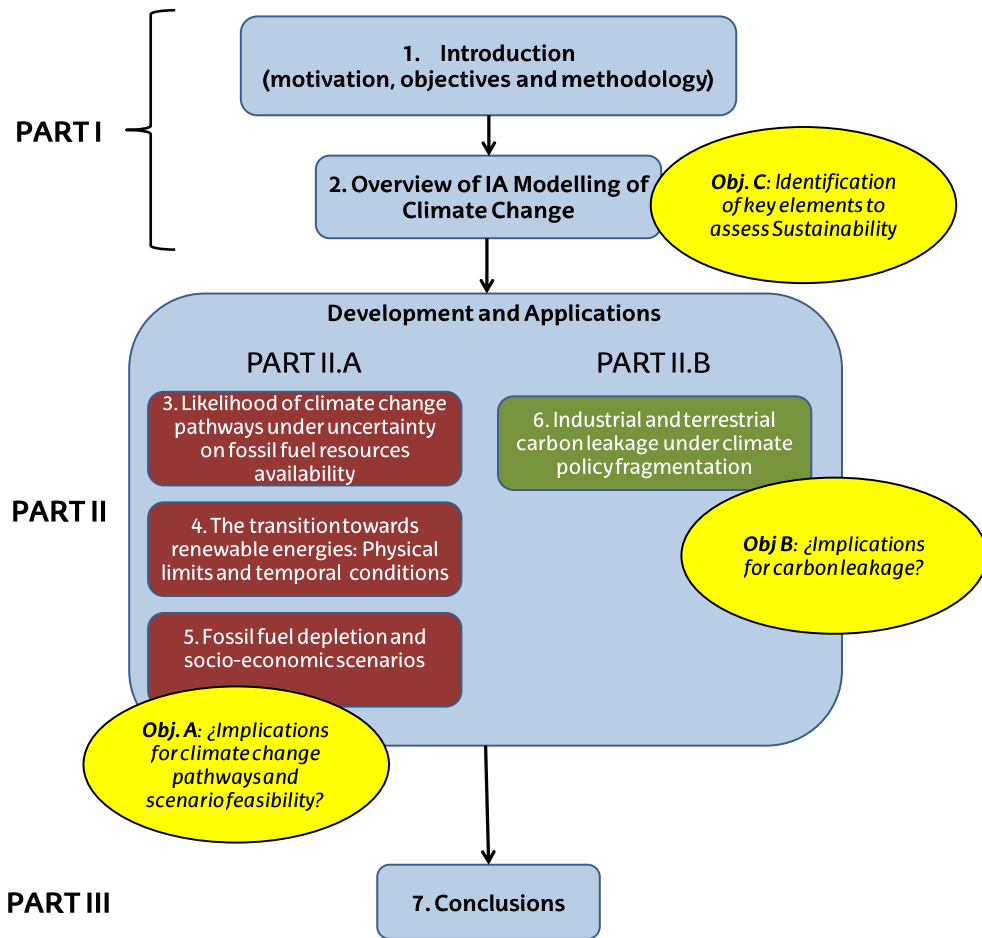 1. Introduction
(motivation, objectives and methodology)
PART I
2. Overview of IA Modelling of
Climate Change
Obj. C: Identification
of key elements to
assess Sustainability
Development and Applications
PART II.A
PART II.B
3. Likelihood of climate change
pathways under uncertainty
on fossil fuel resources
availability
6. Industrial and terrestrial
carbon leakage under climate
policy fragmentation
PART II
4. The transition towards
renewable energies: Physical
limits and temporal conditions
Obj B: ¿Implications
for carbon leakage?
5. Fossil fuel depletion and
socio-economic scenarios
Obj. A: ¿Implications
for climate change
pathways and
scenario feasibility?
PART III
7. Conclusions